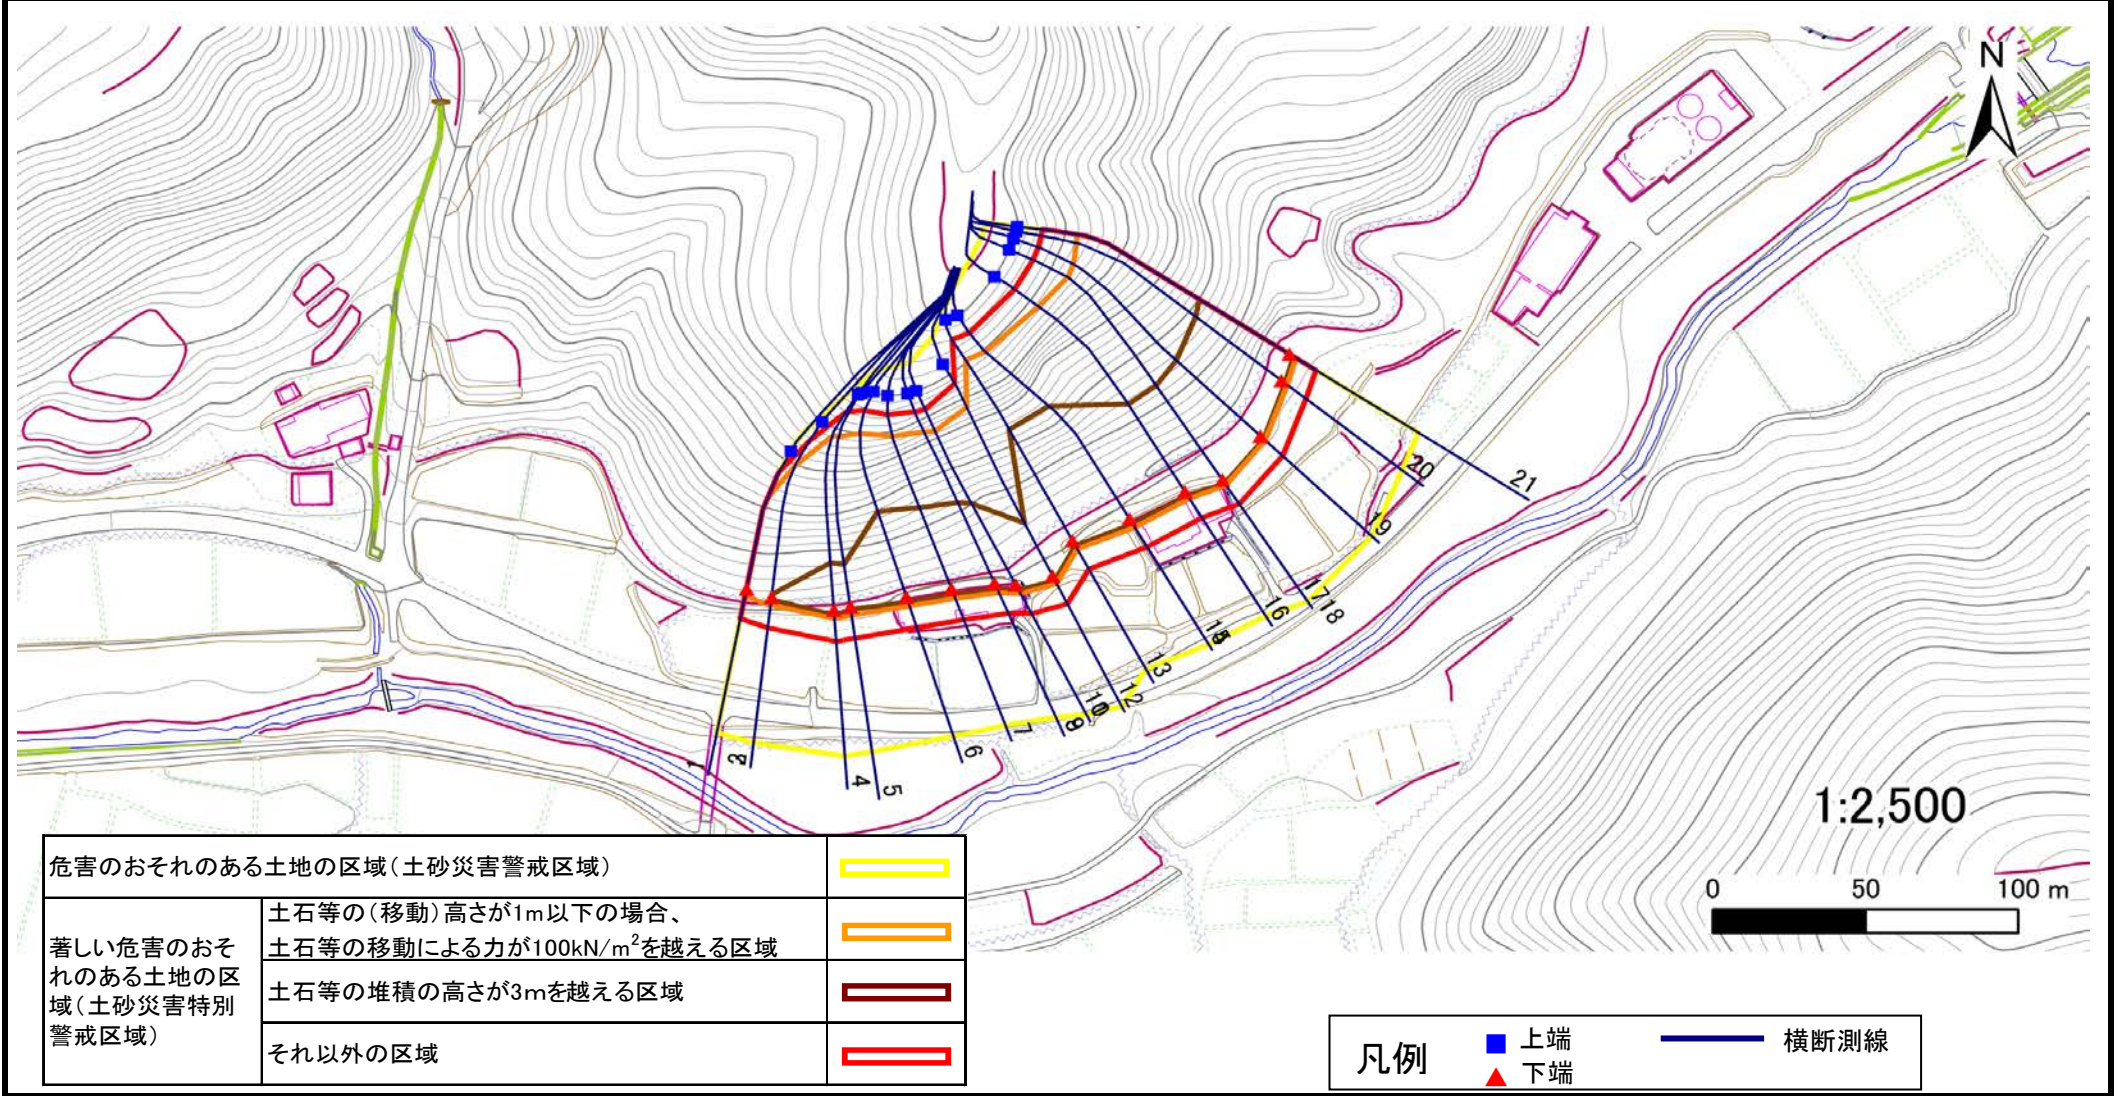 N
20
21
19
17
18
16
15
13
12
10
9
7
6
5
4
1
1:2,500
0 50 100 m
危害のおそれのある土地の区域(土砂災害警戒区域)
著しい危害のおそ
れのある土地の区
域(土砂災害特別
警戒区域)
土石等の(移動)高さが1m以下の場合、
土石等の移動による力が100kN/m²を越える区域
土石等の堆積の高さが3mを越える区域
それ以外の区域
凡例
上端
下端
横断測線